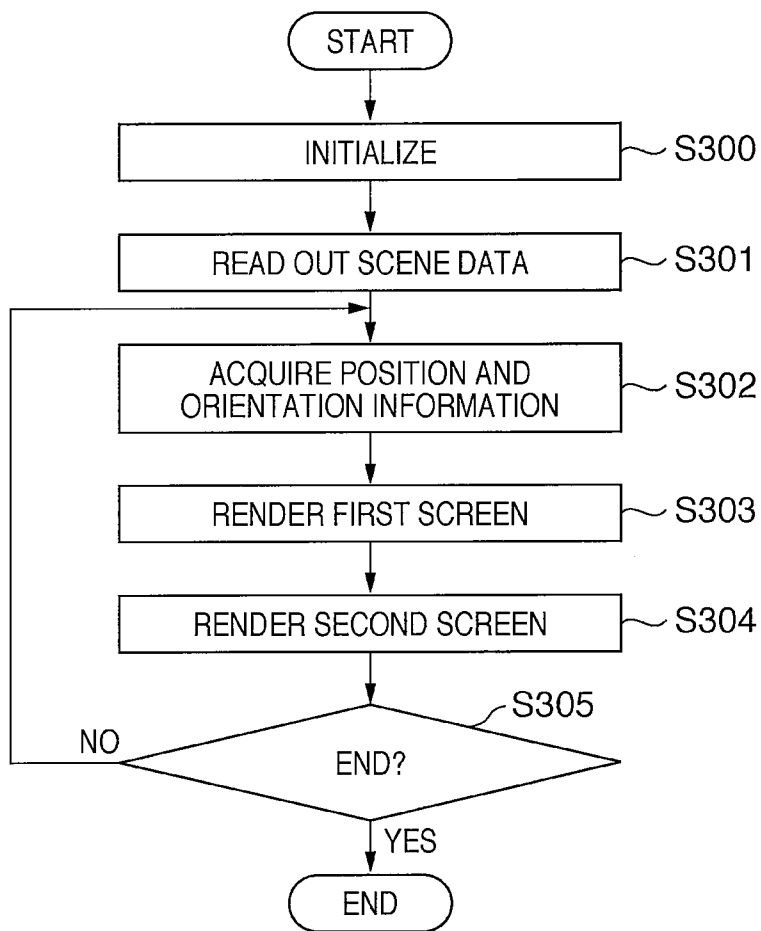 START
INITIALIZE
S300
READ OUT SCENE DATA
S301
ACQUIRE POSITION AND
ORIENTATION INFORMATION
S302
RENDER FIRST SCREEN
S303
RENDER SECOND SCREEN
S304
S305
NO
END?
YES
END